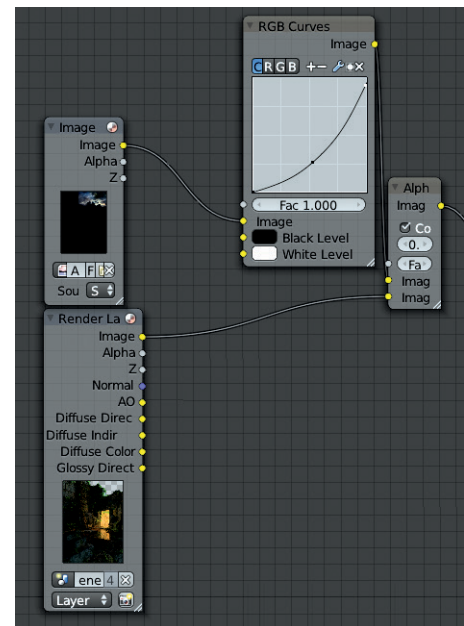 RGB Curves
Image
C R G B
Fac 1.000
Image
Black Level
White Level
Image
Image
Alpha
Z
A F
Sou S
Alph
Imag
Co
0.
Fa
Imag
Imag
Render La
Image
Alpha
Z
Normal
AO
Diffuse Direc
Diffuse Indir
Diffuse Color
Glossy Direct
ene 4
Layer